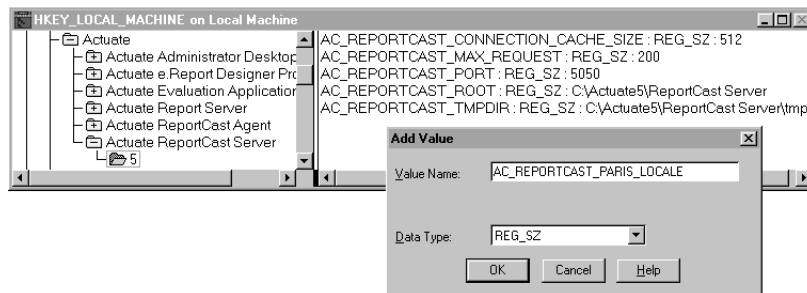 HKEY_LOCAL_MACHINE on Local Machine
Actuate
Actuate Administrator Desktop
Actuate e.Report Designer Pro
Actuate Evaluation Application
Actuate Report Server
Actuate ReportCast Agent
Actuate ReportCast Server
5
AC_REPORTCAST_CONNECTION_CACHE_SIZE : REG_SZ : 512
AC_REPORTCAST_MAX_REQUEST : REG_SZ : 200
AC_REPORTCAST_PORT : REG_SZ : 5050
AC_REPORTCAST_ROOT : REG_SZ : C:\Actuate5\ReportCast Server
AC_REPORTCAST_TMPDIR : REG_SZ : C:\Actuate5\ReportCast Server\tmp
Add Value
Value Name: AC_REPORTCAST_PARIS_LOCALE
Data Type: REG_SZ
OK Cancel Help